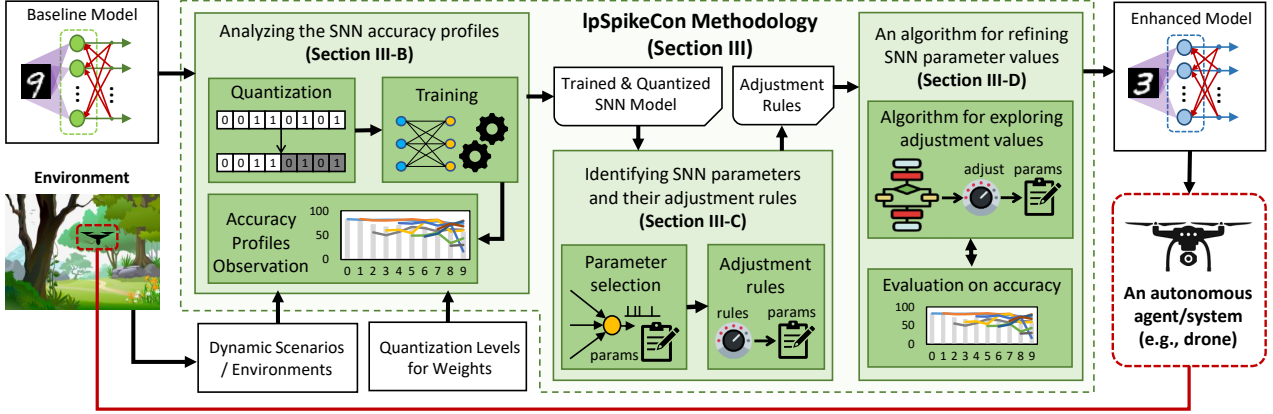 Baseline Model
9
Environment
Analyzing the SNN accuracy profiles
(Section III-B)
Quantization
0 0 1 1 0 1 0 1
0 0 1 1 0 1 0 1
Training
Accuracy
Profiles
Observation
100
50
0
0 1 2 3 4 5 6 7 8 9
Dynamic Scenarios
/ Environments
Quantization Levels
for Weights
lpSpikeCon Methodology
(Section III)
Trained & Quantized
SNN Model
Adjustment
Rules
Identifying SNN parameters
and their adjustment rules
(Section III-C)
Parameter
selection
params
Adjustment
rules
rules
params
An algorithm for refining
SNN parameter values
(Section III-D)
Algorithm for exploring
adjustment values
adjust
params
Evaluation on accuracy
100
50
0
0 1 2 3 4 5 6 7 8 9
Enhanced Model
3
An autonomous
agent/system
(e.g., drone)